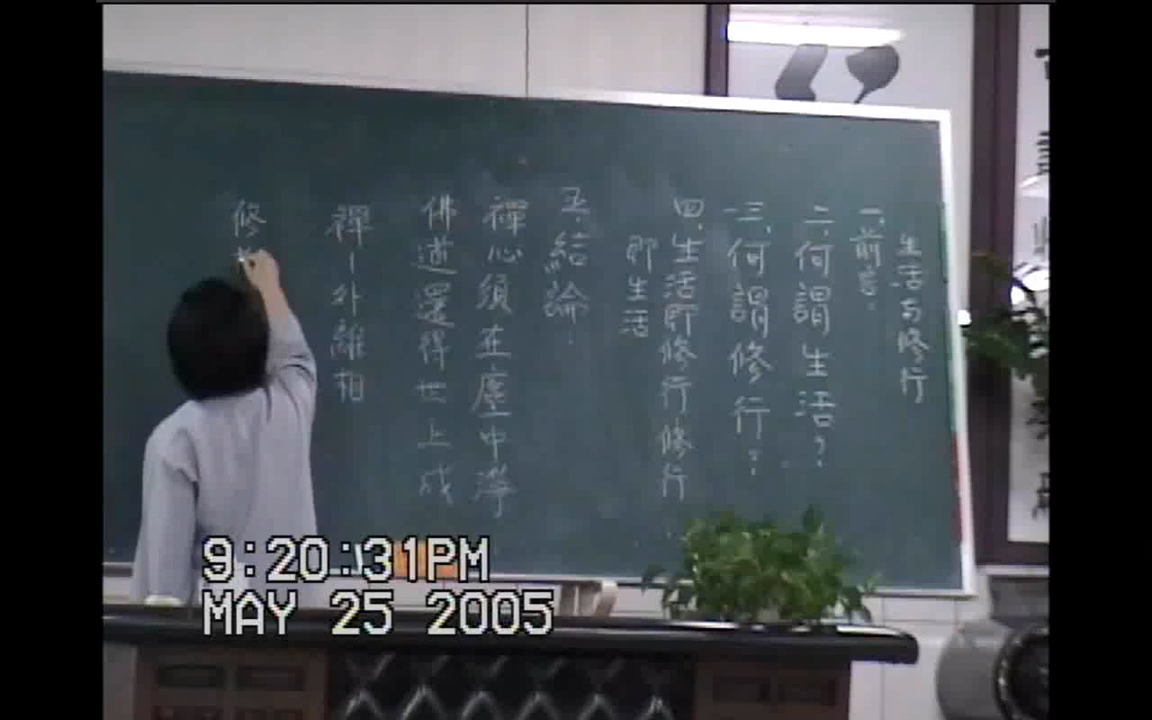 生活与修行
一.前言:
二.何謂生活?
三.何謂修行?
四.生活即修行修行
即生活
五.結論:
禪心須在塵中淨
佛道還得世上成
禪－外離相
修
9:20:31PM
MAY 25 2005